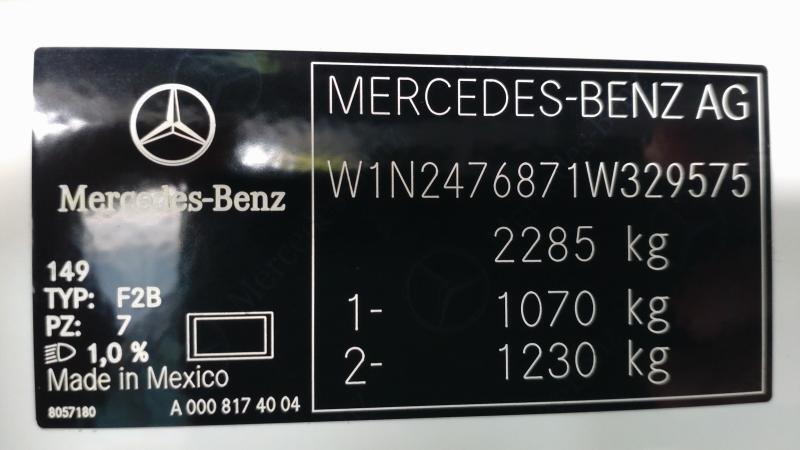 Mercedes-Benz
149
TYP: F2B
PZ: 7
1,0 %
Made in Mexico
8057180 A 000 817 40 04
MERCEDES-BENZ AG
W1N2476871W329575
2285 kg
1- 1070 kg
2- 1230 kg